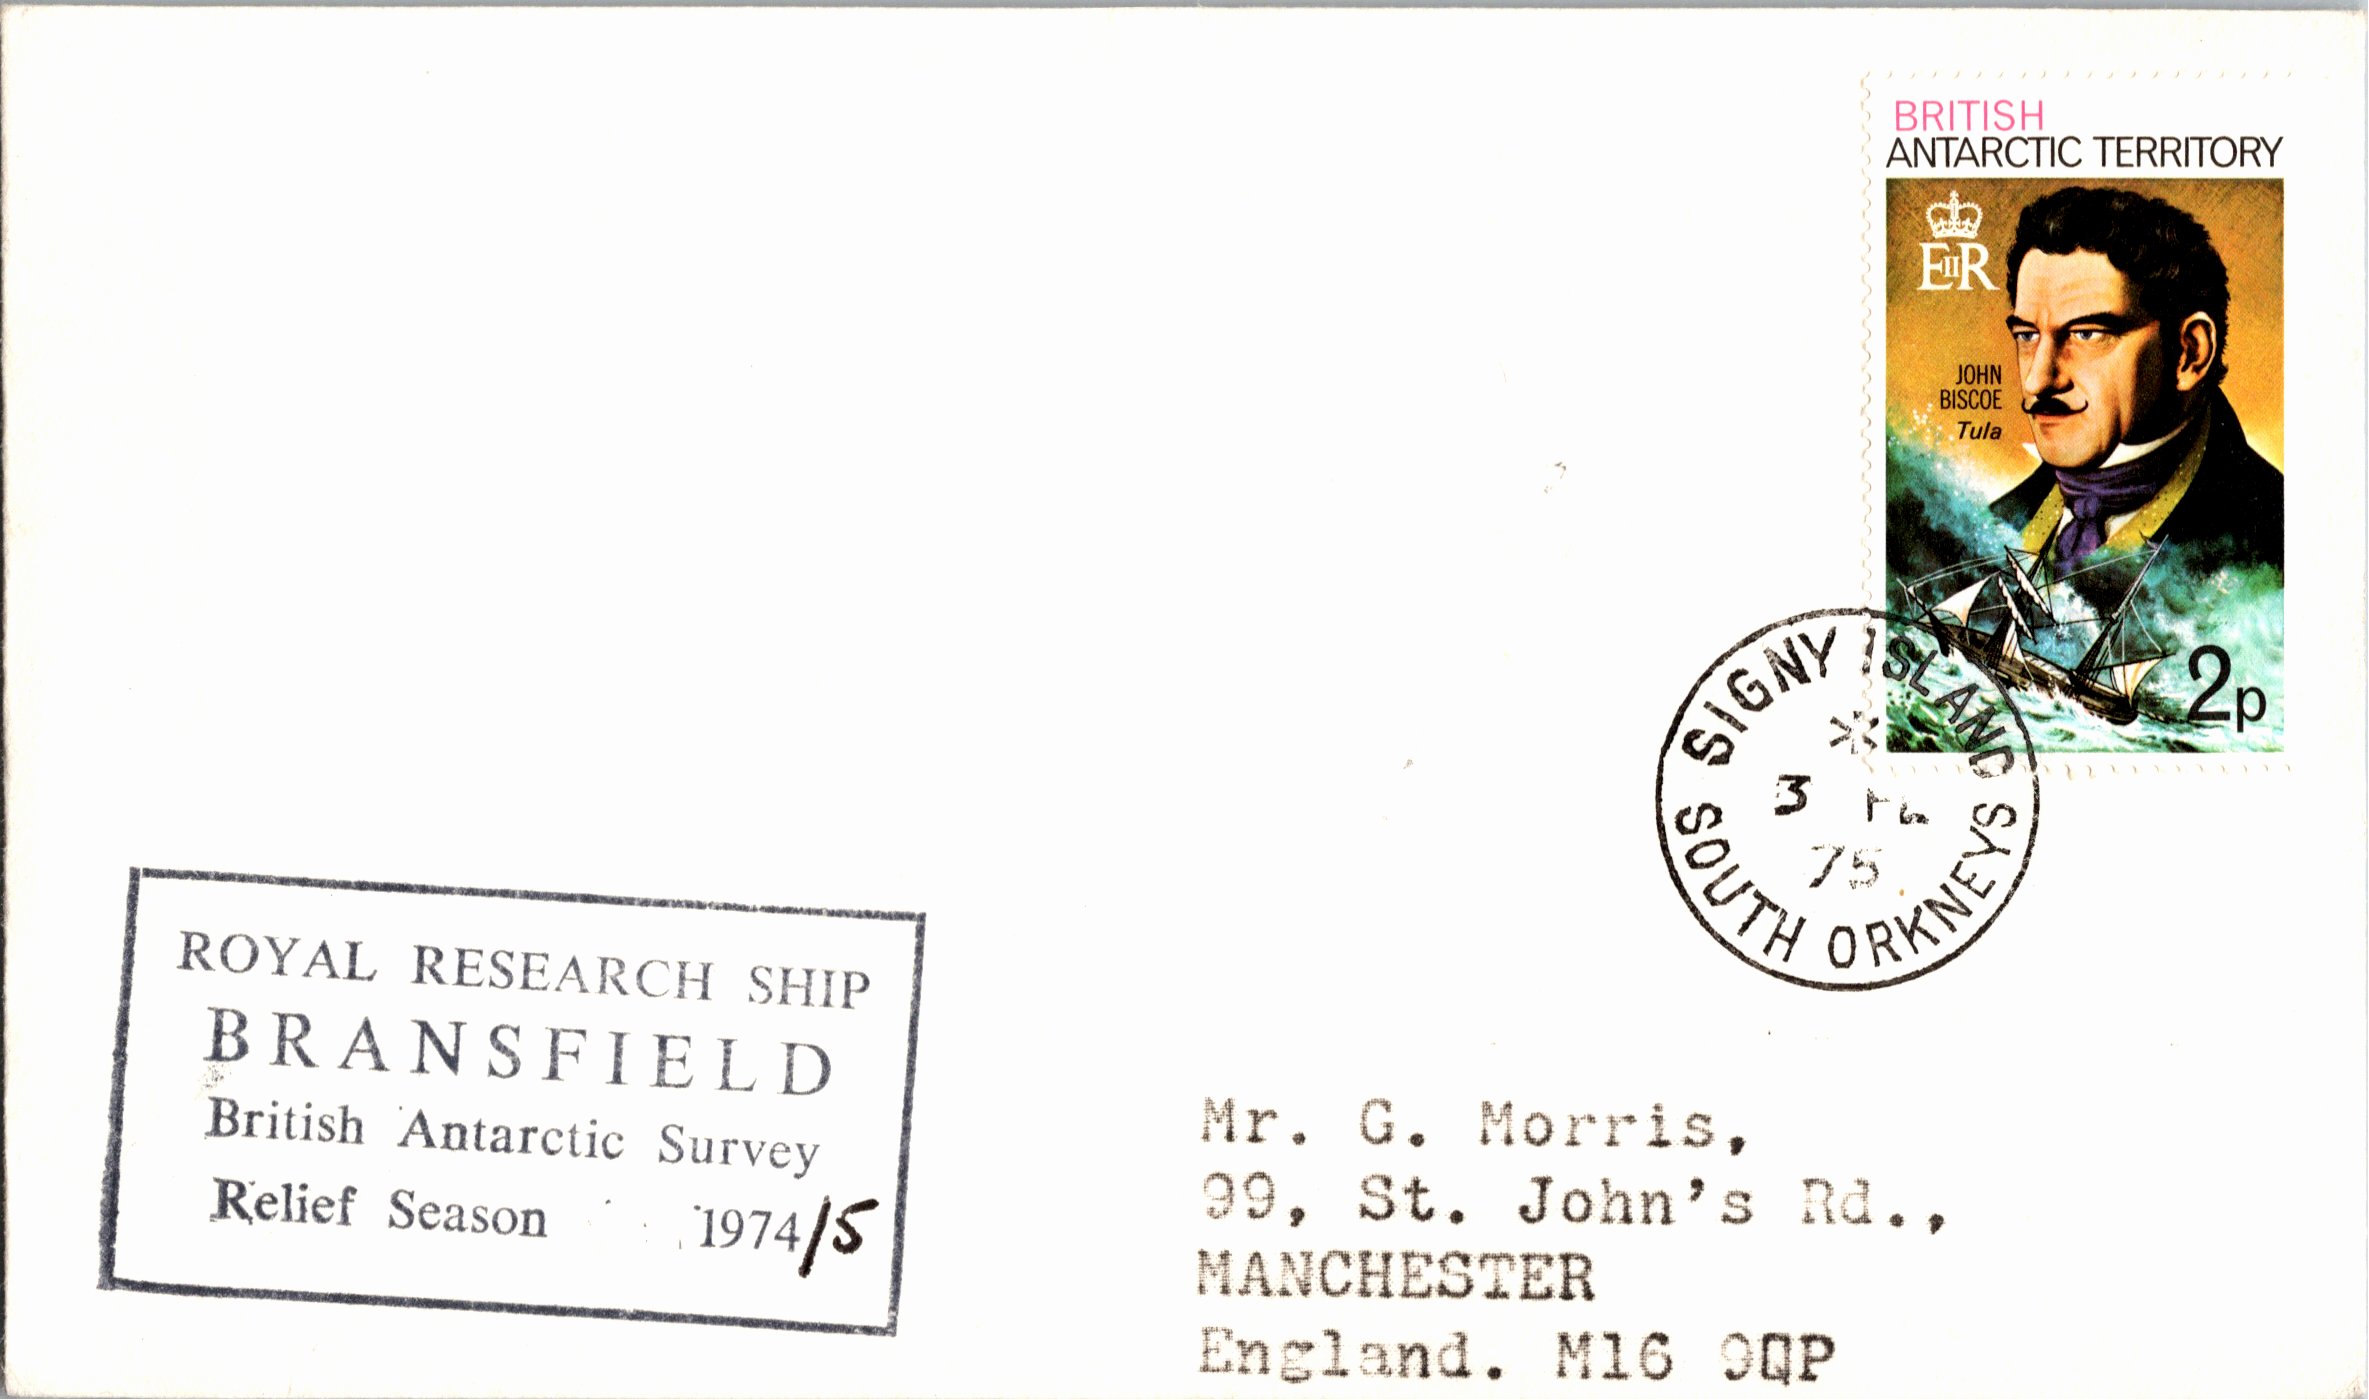 BRITISH
ANTARCTIC TERRITORY
EIIR
JOHN
BISCOE
Tula
2p
SIGNY ISLAND
3
75
SOUTH ORKNEYS
ROYAL RESEARCH SHIP
BRANSFIELD
British Antarctic Survey
Relief Season 1974/5
Mr. G. Morris,
99, St. John's Rd.,
MANCHESTER
England. M16 9QP